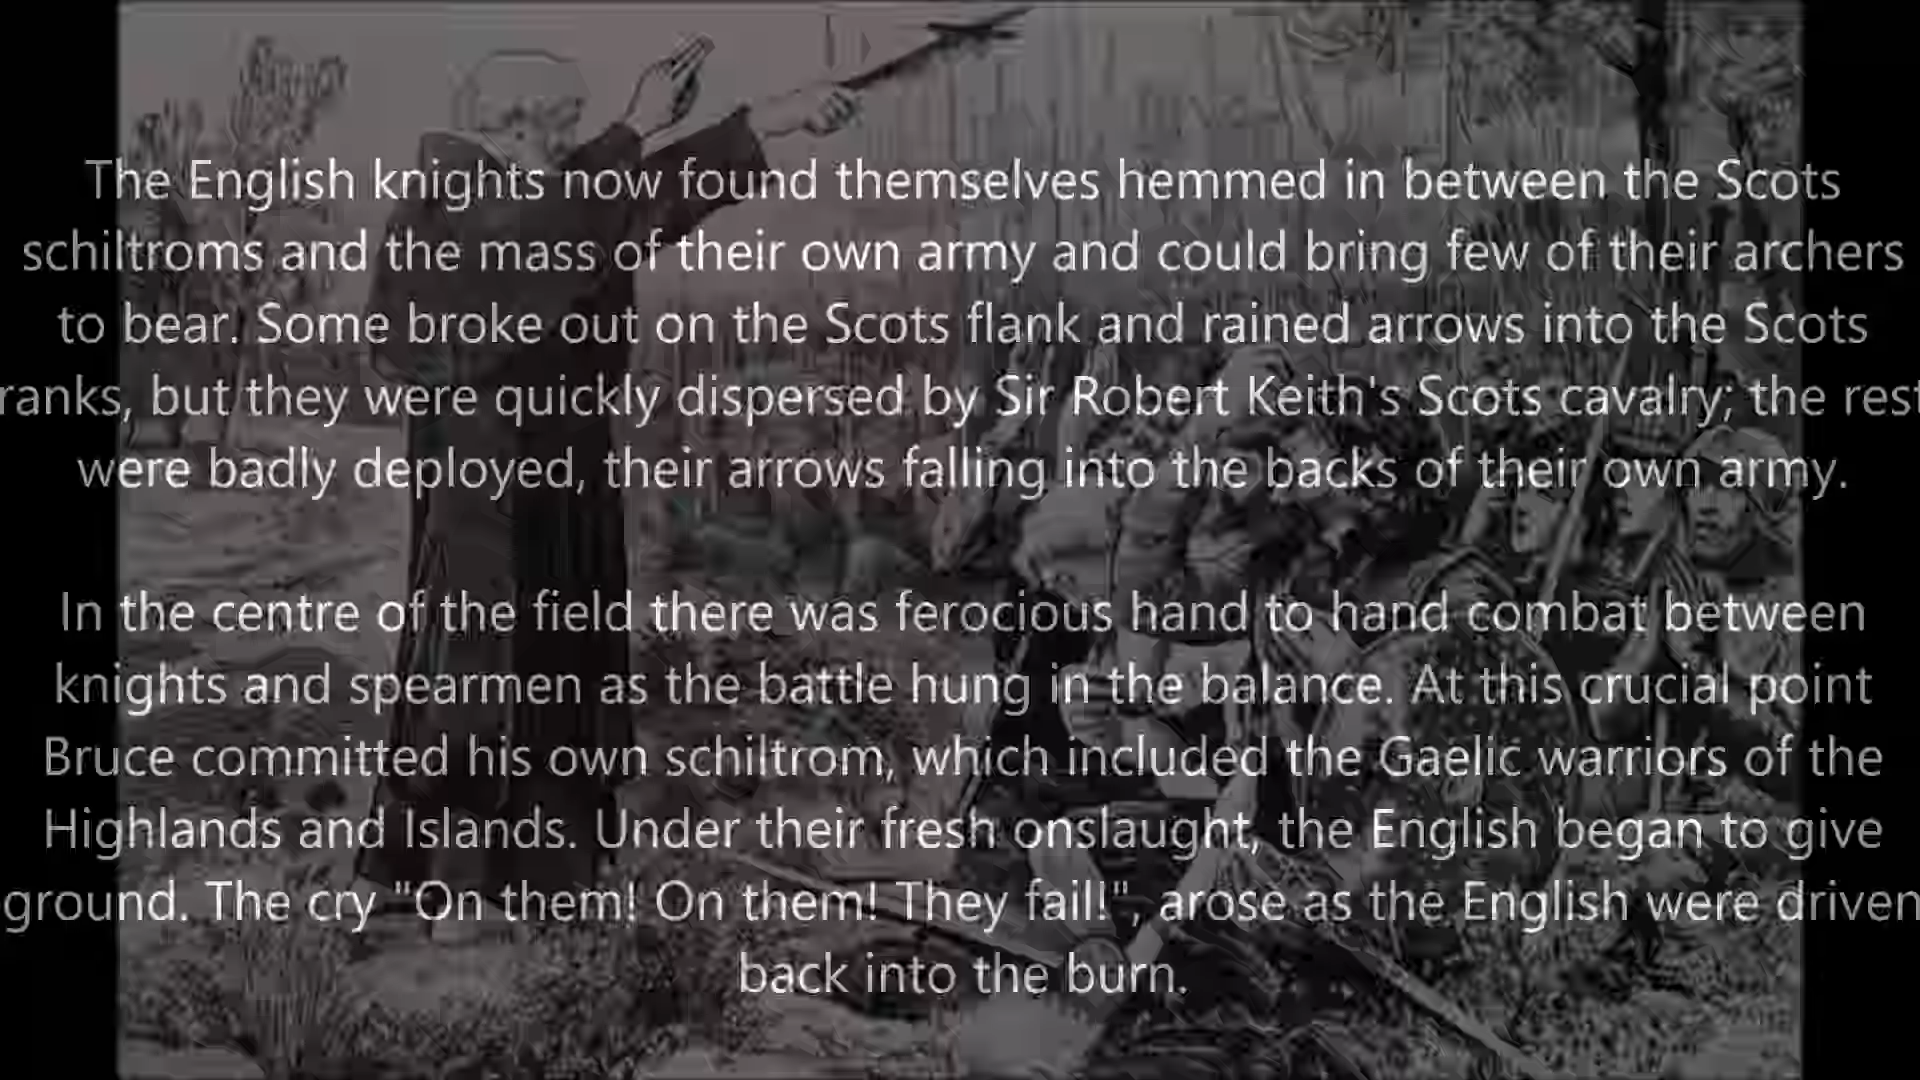 The English knights now found themselves hemmed in between the Scots
schiltroms and the mass of their own army and could bring few of their archers
to bear. Some broke out on the Scots flank and rained arrows into the Scots
ranks, but they were quickly dispersed by Sir Robert Keith's Scots cavalry; the rest
were badly deployed, their arrows falling into the backs of their own army.
In the centre of the field there was ferocious hand to hand combat between
knights and spearmen as the battle hung in the balance. At this crucial point
Bruce committed his own schiltrom, which included the Gaelic warriors of the
Highlands and Islands. Under their fresh onslaught, the English began to give
ground. The cry "On them! On them! They fail!", arose as the English were driven
back into the burn.